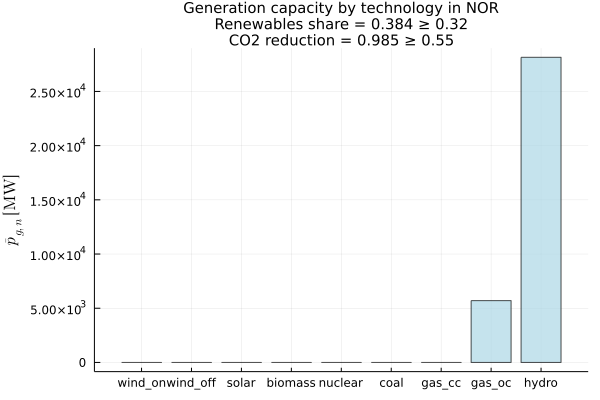 Generation capacity by technology in NOR
Renewables share = 0.384 ≥ 0.32
CO2 reduction = 0.985 ≥ 0.55
2.50×10⁴
2.00×10⁴
1.50×10⁴
1.00×10⁴
5.00×10³
0
p̄g,n [MW]
wind_on wind_off solar biomass nuclear coal gas_cc gas_oc hydro